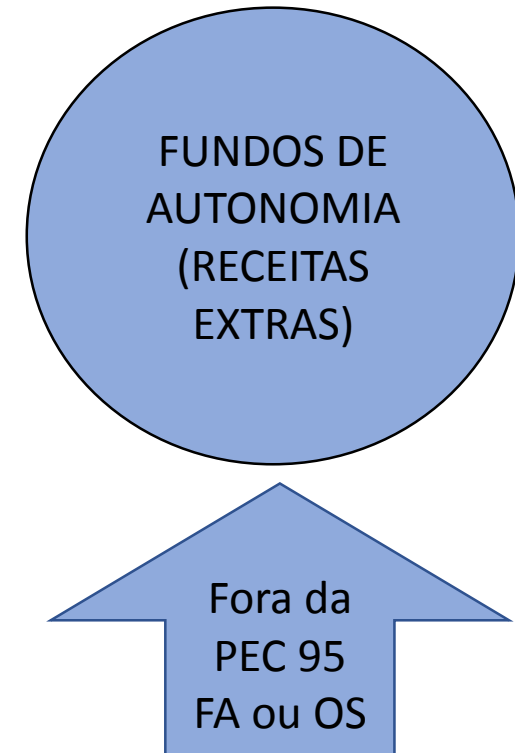 FUNDOS DE
AUTONOMIA
(RECEITAS
EXTRAS)
Fora da
PEC 95
FA ou OS